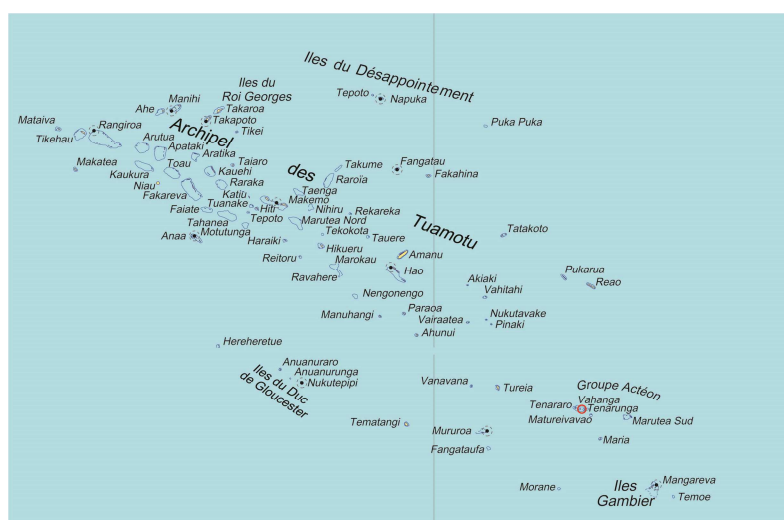 Iles du Désappointement
Tepoto
Napuka
Iles du
Roi Georges
Manihi
Ahe
Takaroa
Takapoto
Tikei
Puka Puka
Mataiva
Rangiroa
Tikehau
Archipel
des
Tuamotu
Arutua
Apataki
Aratika
Makatea
Kaukura
Toau
Taiaro
Kauehi
Niau
Fakareva
Raraka
Katiu
Takume
Raroïa
Fangatau
Fakahina
Taenga
Makemo
Tuanake
Hiti
Faiate
Tepoto
Nihiru
Rekareka
Tahanea
Marutea Nord
Motutunga
Anaa
Haraiki
Tekokota
Tauere
Tatakoto
Hikueru
Reitoru
Marokau
Amanu
Hao
Ravahere
Pukarua
Reao
Akiaki
Vahitahi
Nengonengo
Manuhangi
Paraoa
Vairaatea
Nukutavake
Pinaki
Ahunui
Hereheretue
Anuanuraro
Anuanurunga
Nukutepipi
Iles du Duc
de Gloucester
Vanavana
Tureia
Groupe Actéon
Vahanga
Tenararo
Tenarunga
Matureivavao
Marutea Sud
Tematangi
Mururoa
Maria
Fangataufa
Morane
Iles
Gambier
Mangareva
Temoe